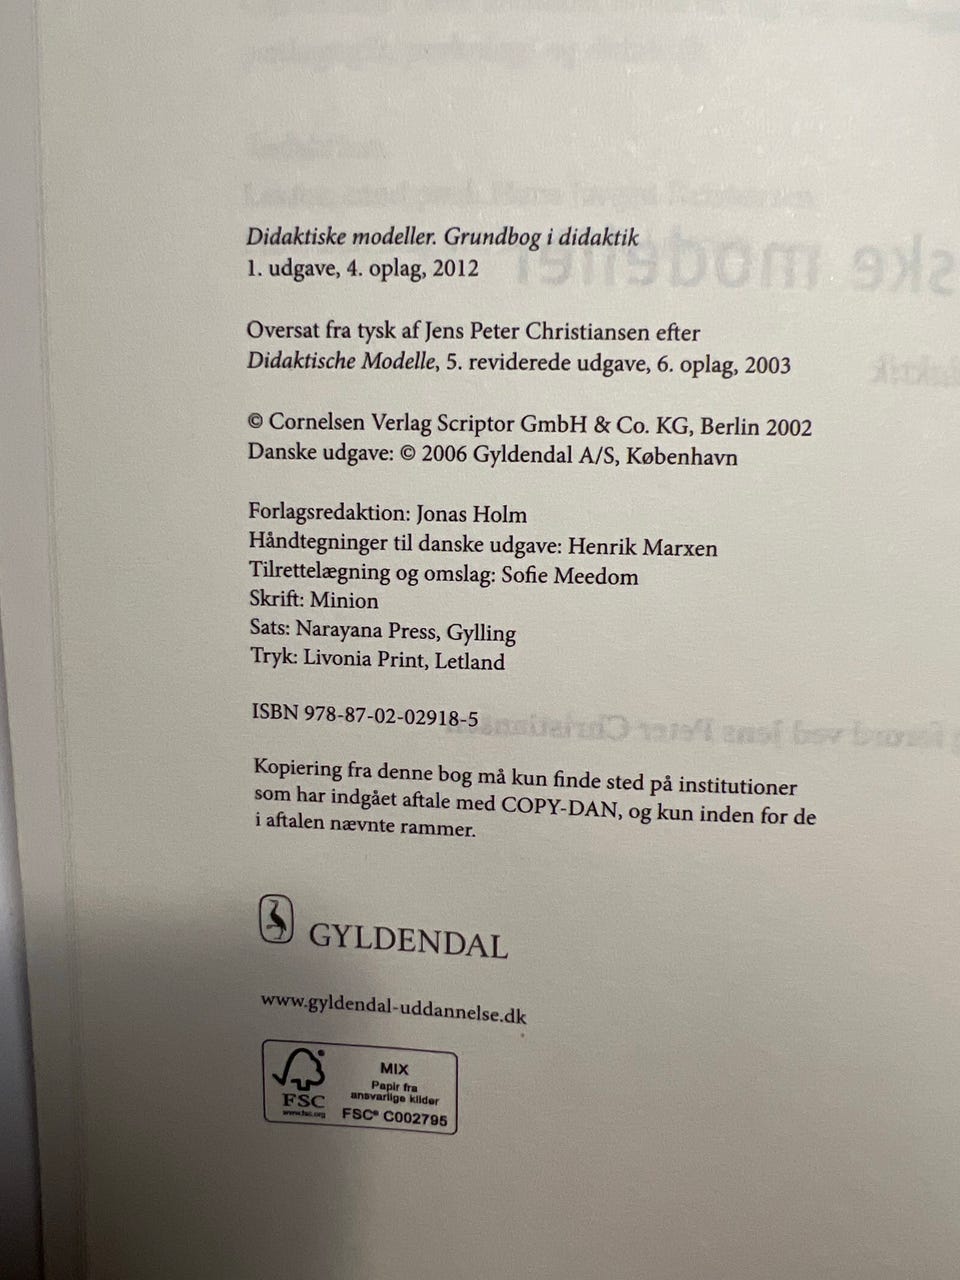 Didaktiske modeller. Grundbog i didaktik
1. udgave, 4. oplag, 2012
Oversat fra tysk af Jens Peter Christiansen efter
Didaktische Modelle, 5. reviderede udgave, 6. oplag, 2003
© Cornelsen Verlag Scriptor GmbH & Co. KG, Berlin 2002
Danske udgave: © 2006 Gyldendal A/S, København
Forlagsredaktion: Jonas Holm
Håndtegninger til danske udgave: Henrik Marxen
Tilrettelægning og omslag: Sofie Meedom
Skrift: Minion
Sats: Narayana Press, Gylling
Tryk: Livonia Print, Letland
ISBN 978-87-02-02918-5
Kopiering fra denne bog må kun finde sted på institutioner
som har indgået aftale med COPY-DAN, og kun inden for de
i aftalen nævnte rammer.
GYLDENDAL
www.gyldendal-uddannelse.dk
FSC
www.fsc.org
MIX
Papir fra
ansvarlige kilder
FSC® C002795